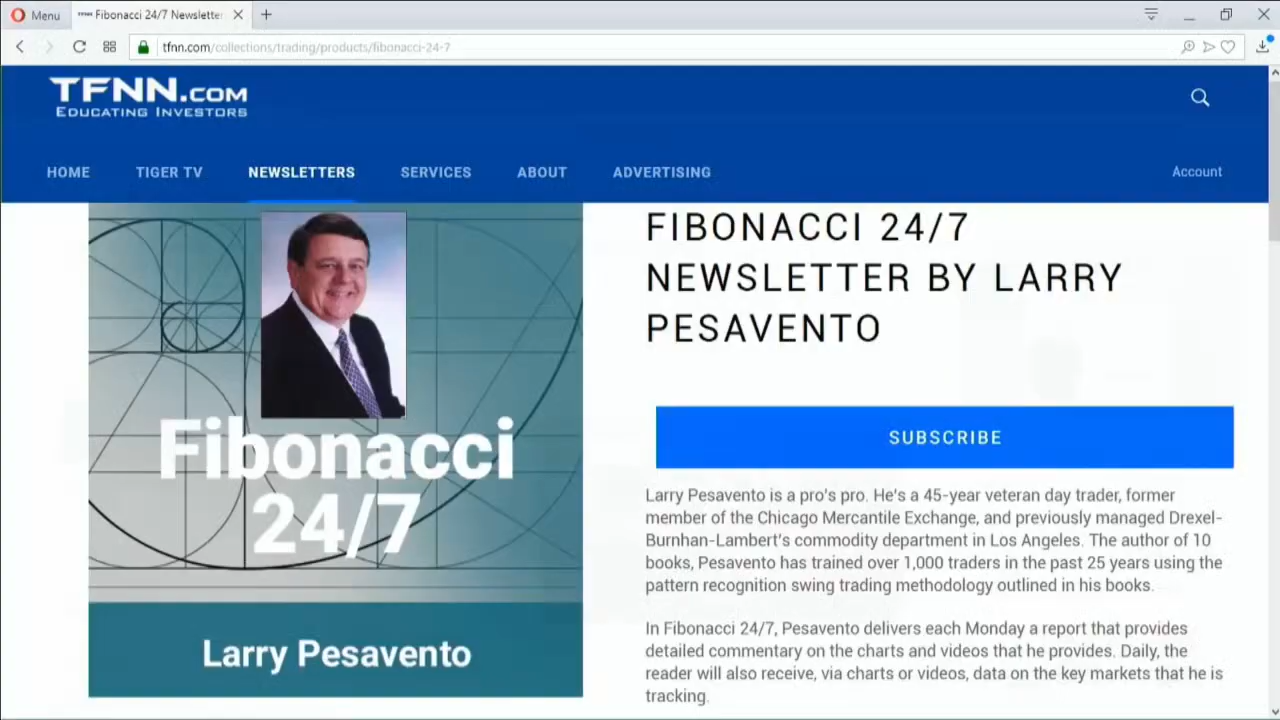 Menu
Fibonacci 24/7 Newsletter
tfnn.com/collections/trading/products/fibonacci-24-7
TFNN.COM
EDUCATING INVESTORS
HOME TIGER TV NEWSLETTERS SERVICES ABOUT ADVERTISING Account
Fibonacci
24/7
Larry Pesavento
FIBONACCI 24/7
NEWSLETTER BY LARRY
PESAVENTO
SUBSCRIBE
Larry Pesavento is a pro's pro. He's a 45-year veteran day trader, former
member of the Chicago Mercantile Exchange, and previously managed Drexel-
Burnhan-Lambert's commodity department in Los Angeles. The author of 10
books, Pesavento has trained over 1,000 traders in the past 25 years using the
pattern recognition swing trading methodology outlined in his books.
In Fibonacci 24/7, Pesavento delivers each Monday a report that provides
detailed commentary on the charts and videos that he provides. Daily, the
reader will also receive, via charts or videos, data on the key markets that he is
tracking.